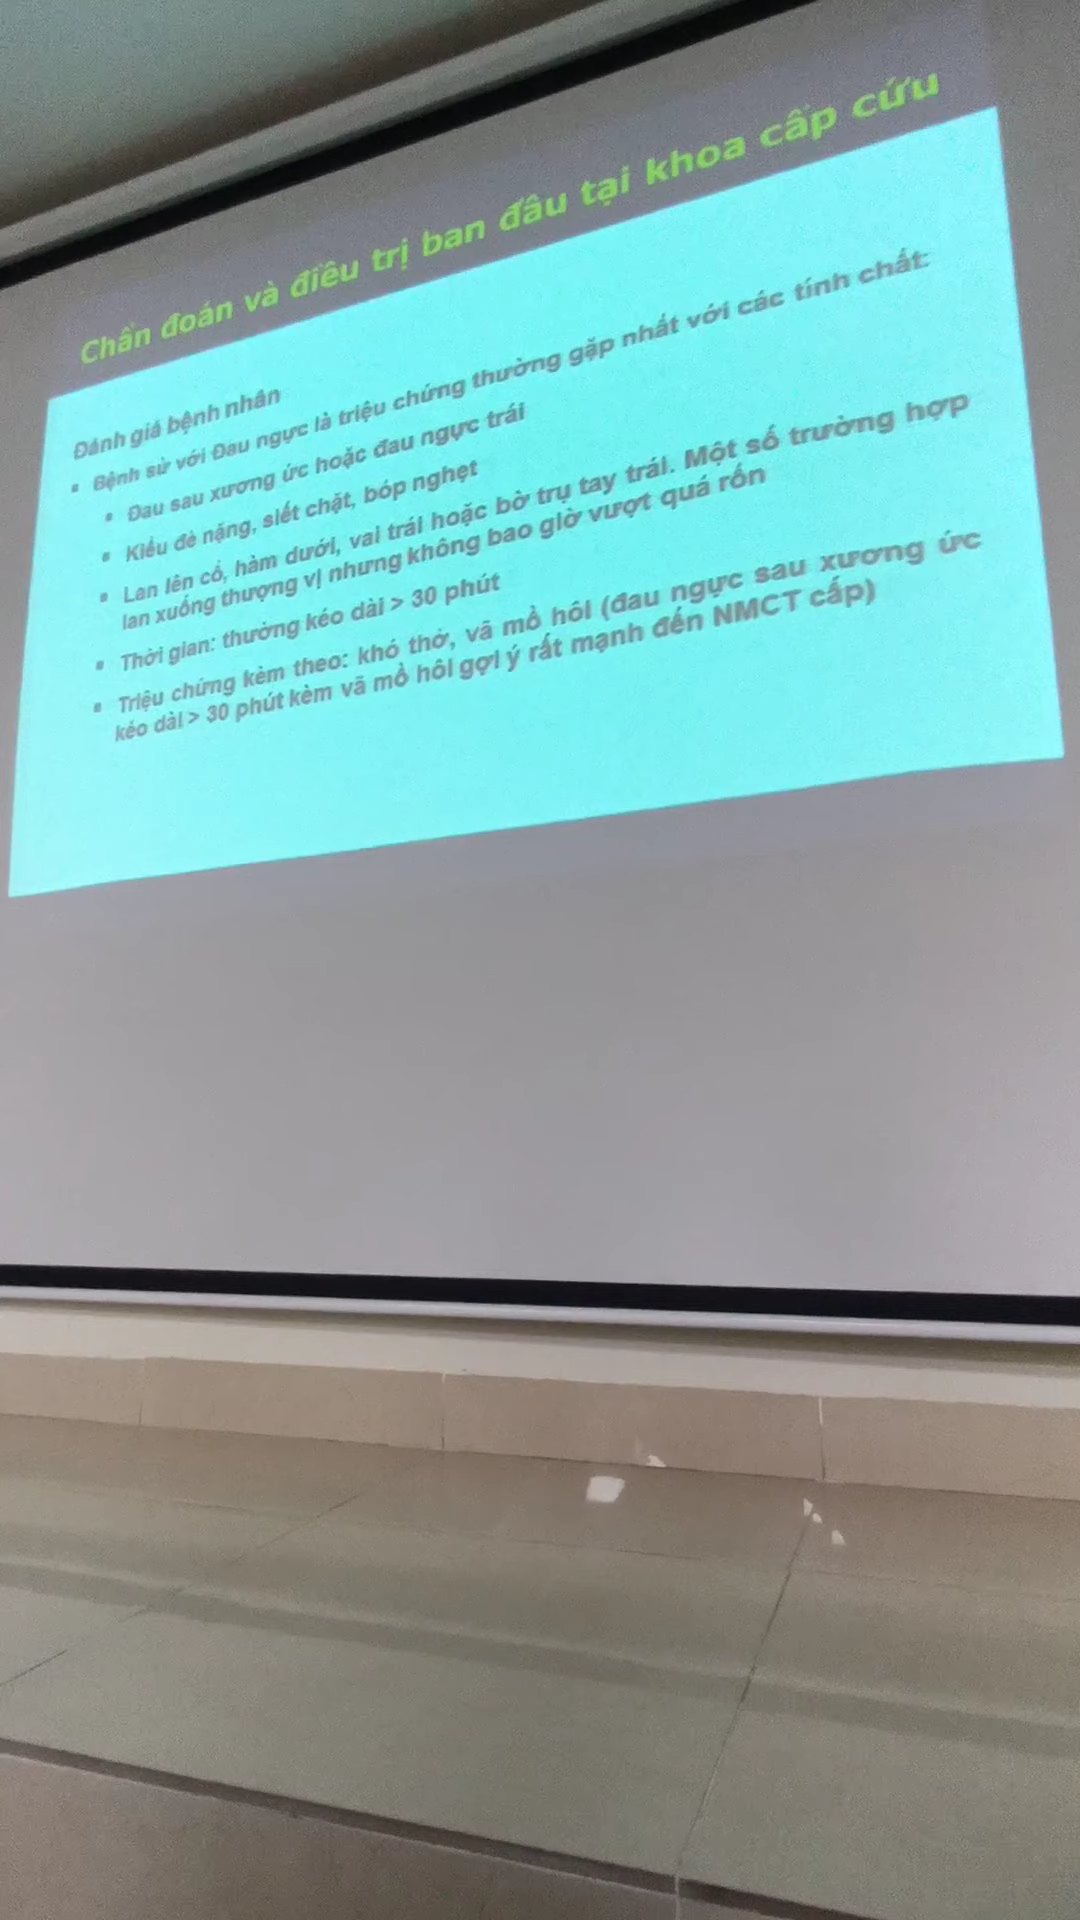 Chẩn đoán và điều trị ban đầu tại khoa cấp cứu
Đánh giá bệnh nhân
▪ Bệnh sử với Đau ngực là triệu chứng thường gặp nhất với các tính chất:
▪ Đau sau xương ức hoặc đau ngực trái
▪ Kiểu đè nặng, siết chặt, bóp nghẹt
▪ Lan lên cổ, hàm dưới, vai trái hoặc bờ trụ tay trái. Một số trường hợp
lan xuống thượng vị nhưng không bao giờ vượt quá rốn
▪ Thời gian: thường kéo dài > 30 phút
▪ Triệu chứng kèm theo: khó thở, vã mồ hôi (đau ngực sau xương ức
kéo dài > 30 phút kèm vã mồ hôi gợi ý rất mạnh đến NMCT cấp)